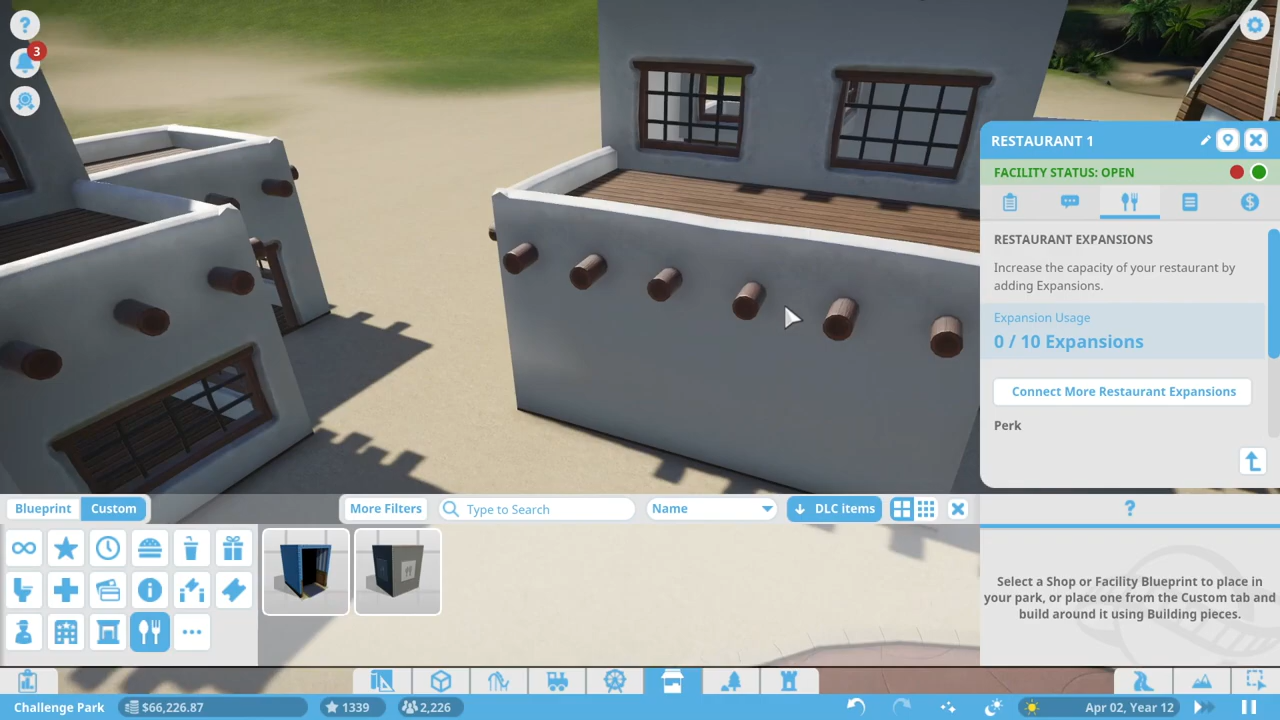 3
RESTAURANT 1
FACILITY STATUS: OPEN
RESTAURANT EXPANSIONS
Increase the capacity of your restaurant by
adding Expansions.
Expansion Usage
0 / 10 Expansions
Connect More Restaurant Expansions
Perk
Blueprint
Custom
More Filters
Type to Search
Name
DLC items
?
Select a Shop or Facility Blueprint to place in
your park, or place one from the Custom tab and
build around it using Building pieces.
Challenge Park
$66,226.87
1339
2,226
Apr 02, Year 12